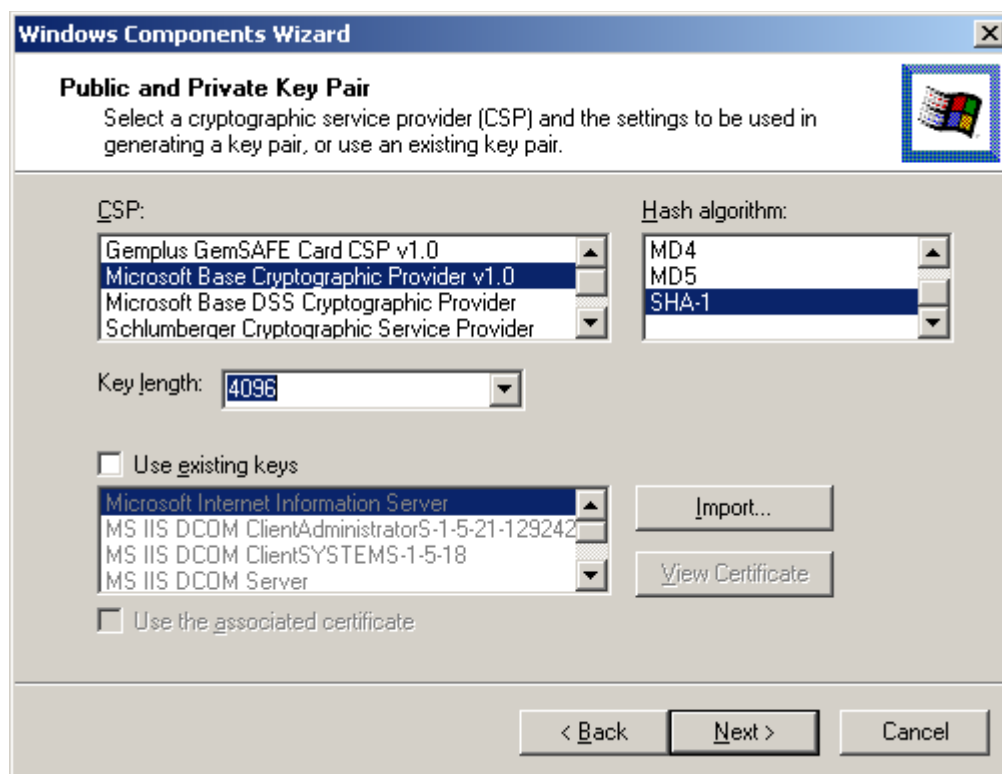 Windows Components Wizard
Public and Private Key Pair
Select a cryptographic service provider (CSP) and the settings to be used in
generating a key pair, or use an existing key pair.
CSP:
Gemplus GemSAFE Card CSP v1.0
Microsoft Base Cryptographic Provider v1.0
Microsoft Base DSS Cryptographic Provider
Schlumberger Cryptographic Service Provider
Hash algorithm:
MD4
MD5
SHA-1
Key length:
4096
Use existing keys
Microsoft Internet Information Server
MS IIS DCOM ClientAdministratorS-1-5-21-129242
MS IIS DCOM ClientSYSTEMS-1-5-18
MS IIS DCOM Server
Import...
View Certificate
Use the associated certificate
< Back
Next >
Cancel